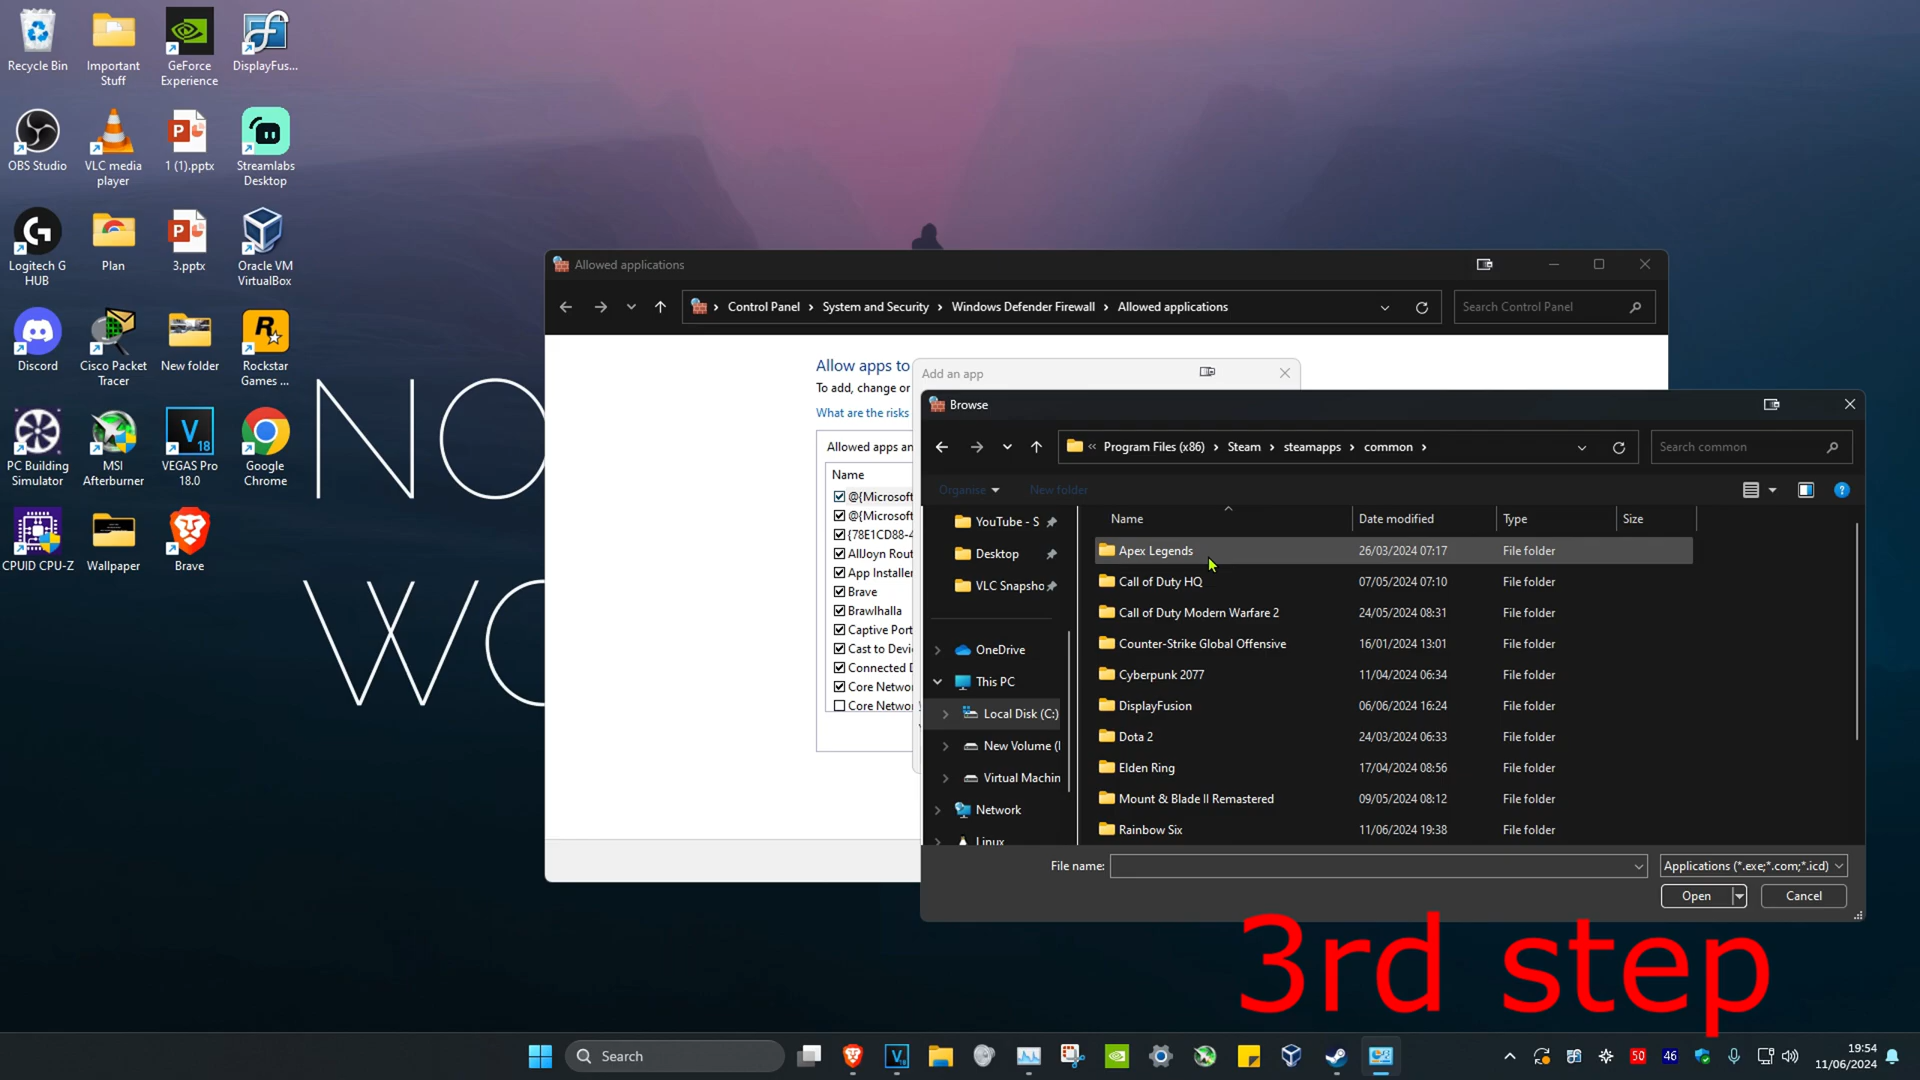 Recycle Bin
Important Stuff
GeForce Experience
DisplayFus...
OBS Studio
VLC media player
1 (1).pptx
Streamlabs Desktop
Logitech G HUB
Plan
3.pptx
Oracle VM VirtualBox
Discord
Cisco Packet Tracer
New folder
Rockstar Games ...
PC Building Simulator
MSI Afterburner
VEGAS Pro 18.0
Google Chrome
CPUID CPU-Z
Wallpaper
Brave
NO
WO
Allowed applications
Control Panel > System and Security > Windows Defender Firewall > Allowed applications
Search Control Panel
Allow apps to
To add, change or
What are the risks
Allowed apps an
Name
@{Microsoft
@{Microsoft
{78E1CD88-4
AllJoyn Rout
App Installer
Brave
Brawlhalla
Captive Port
Cast to Devi
Connected D
Core Networ
Core Networ
Add an app
Browse
« Program Files (x86) > Steam > steamapps > common >
Search common
Organise
New folder
YouTube - S
Desktop
VLC Snapsho
OneDrive
This PC
Local Disk (C:)
New Volume (
Virtual Machin
Network
Linux
Name Date modified Type Size
Apex Legends 26/03/2024 07:17 File folder
Call of Duty HQ 07/05/2024 07:10 File folder
Call of Duty Modern Warfare 2 24/05/2024 08:31 File folder
Counter-Strike Global Offensive 16/01/2024 13:01 File folder
Cyberpunk 2077 11/04/2024 06:34 File folder
DisplayFusion 06/06/2024 16:24 File folder
Dota 2 24/03/2024 06:33 File folder
Elden Ring 17/04/2024 08:56 File folder
Mount & Blade II Remastered 09/05/2024 08:12 File folder
Rainbow Six 11/06/2024 19:38 File folder
File name:
Applications (*.exe;*.com;*.icd)
Open
Cancel
3rd step
Search
50
46
19:54
11/06/2024